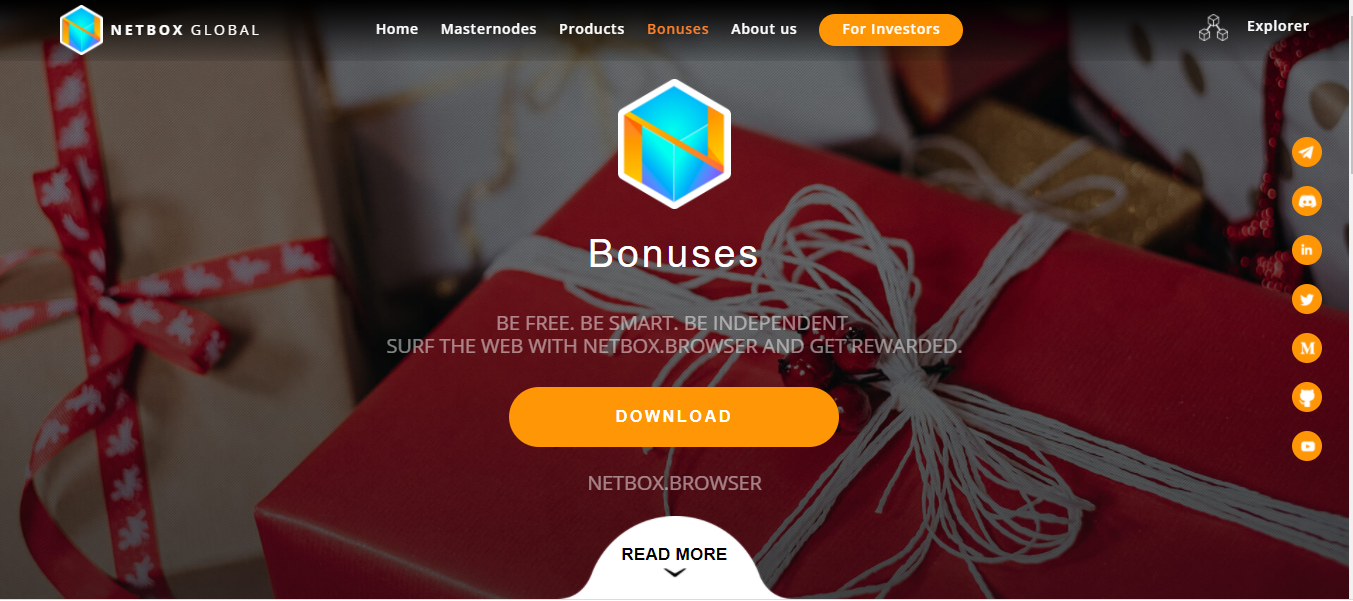 NETBOX GLOBAL
Home Masternodes Products Bonuses About us For Investors
Explorer
Bonuses
BE FREE. BE SMART. BE INDEPENDENT.
SURF THE WEB WITH NETBOX.BROWSER AND GET REWARDED.
DOWNLOAD
NETBOX.BROWSER
READ MORE